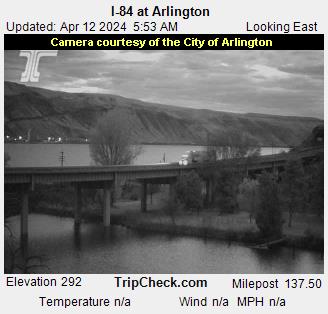 I-84 at Arlington
Updated: Apr 12 2024 5:53 AM Looking East
Camera courtesy of the City of Arlington
Elevation 292 TripCheck.com Milepost 137.50
Temperature n/a Wind n/a MPH n/a